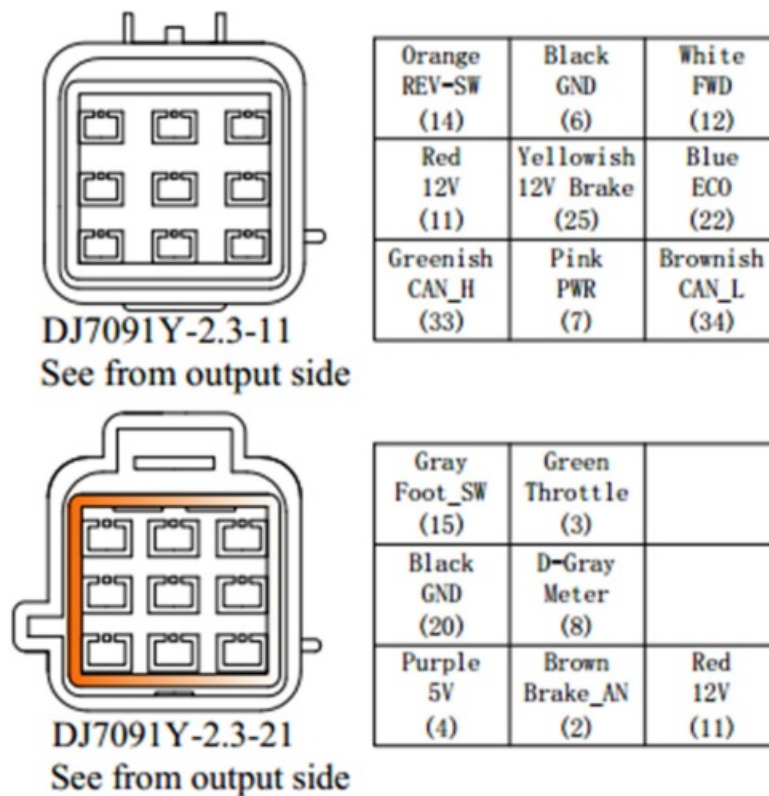 Orange Black White
REV-SW GND FWD
(14) (6) (12)
Red Yellowish Blue
12V 12V Brake ECO
(11) (25) (22)
Greenish Pink Brownish
CAN_H PWR CAN_L
(33) (7) (34)
DJ7091Y-2.3-11
See from output side
Gray Green
Foot_SW Throttle
(15) (3)
Black D-Gray
GND Meter
(20) (8)
Purple Brown Red
5V Brake_AN 12V
(4) (2) (11)
DJ7091Y-2.3-21
See from output side